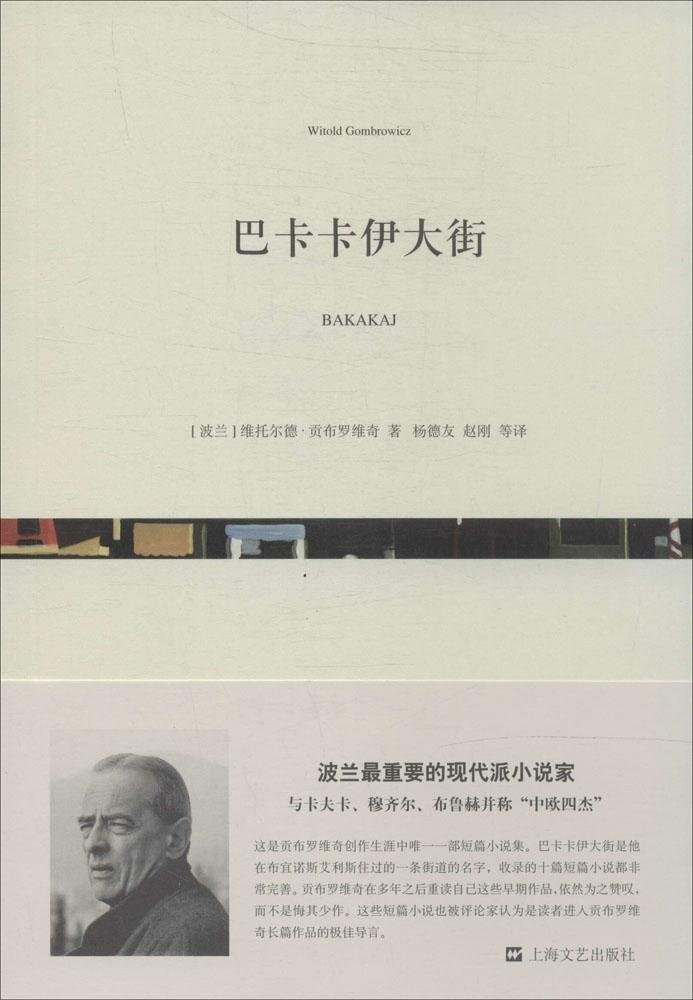 Witold Gombrowicz
巴卡卡伊大街
BAKAKAJ
[ 波兰 ] 维托尔德·贡布罗维奇 著 杨德友 赵刚 等译
波兰最重要的现代派小说家
与卡夫卡、穆齐尔、布鲁赫并称“中欧四杰”
这是贡布罗维奇创作生涯中唯一一部短篇小说集。巴卡卡伊大街是他
在布宜诺斯艾利斯住过的一条街道的名字，收录的十篇短篇小说都非
常完善。贡布罗维奇在多年之后重读自己这些早期作品，依然为之赞叹，
而不是悔其少作。这些短篇小说也被评论家认为是读者进入贡布罗维
奇长篇作品的极佳导言。
上海文艺出版社